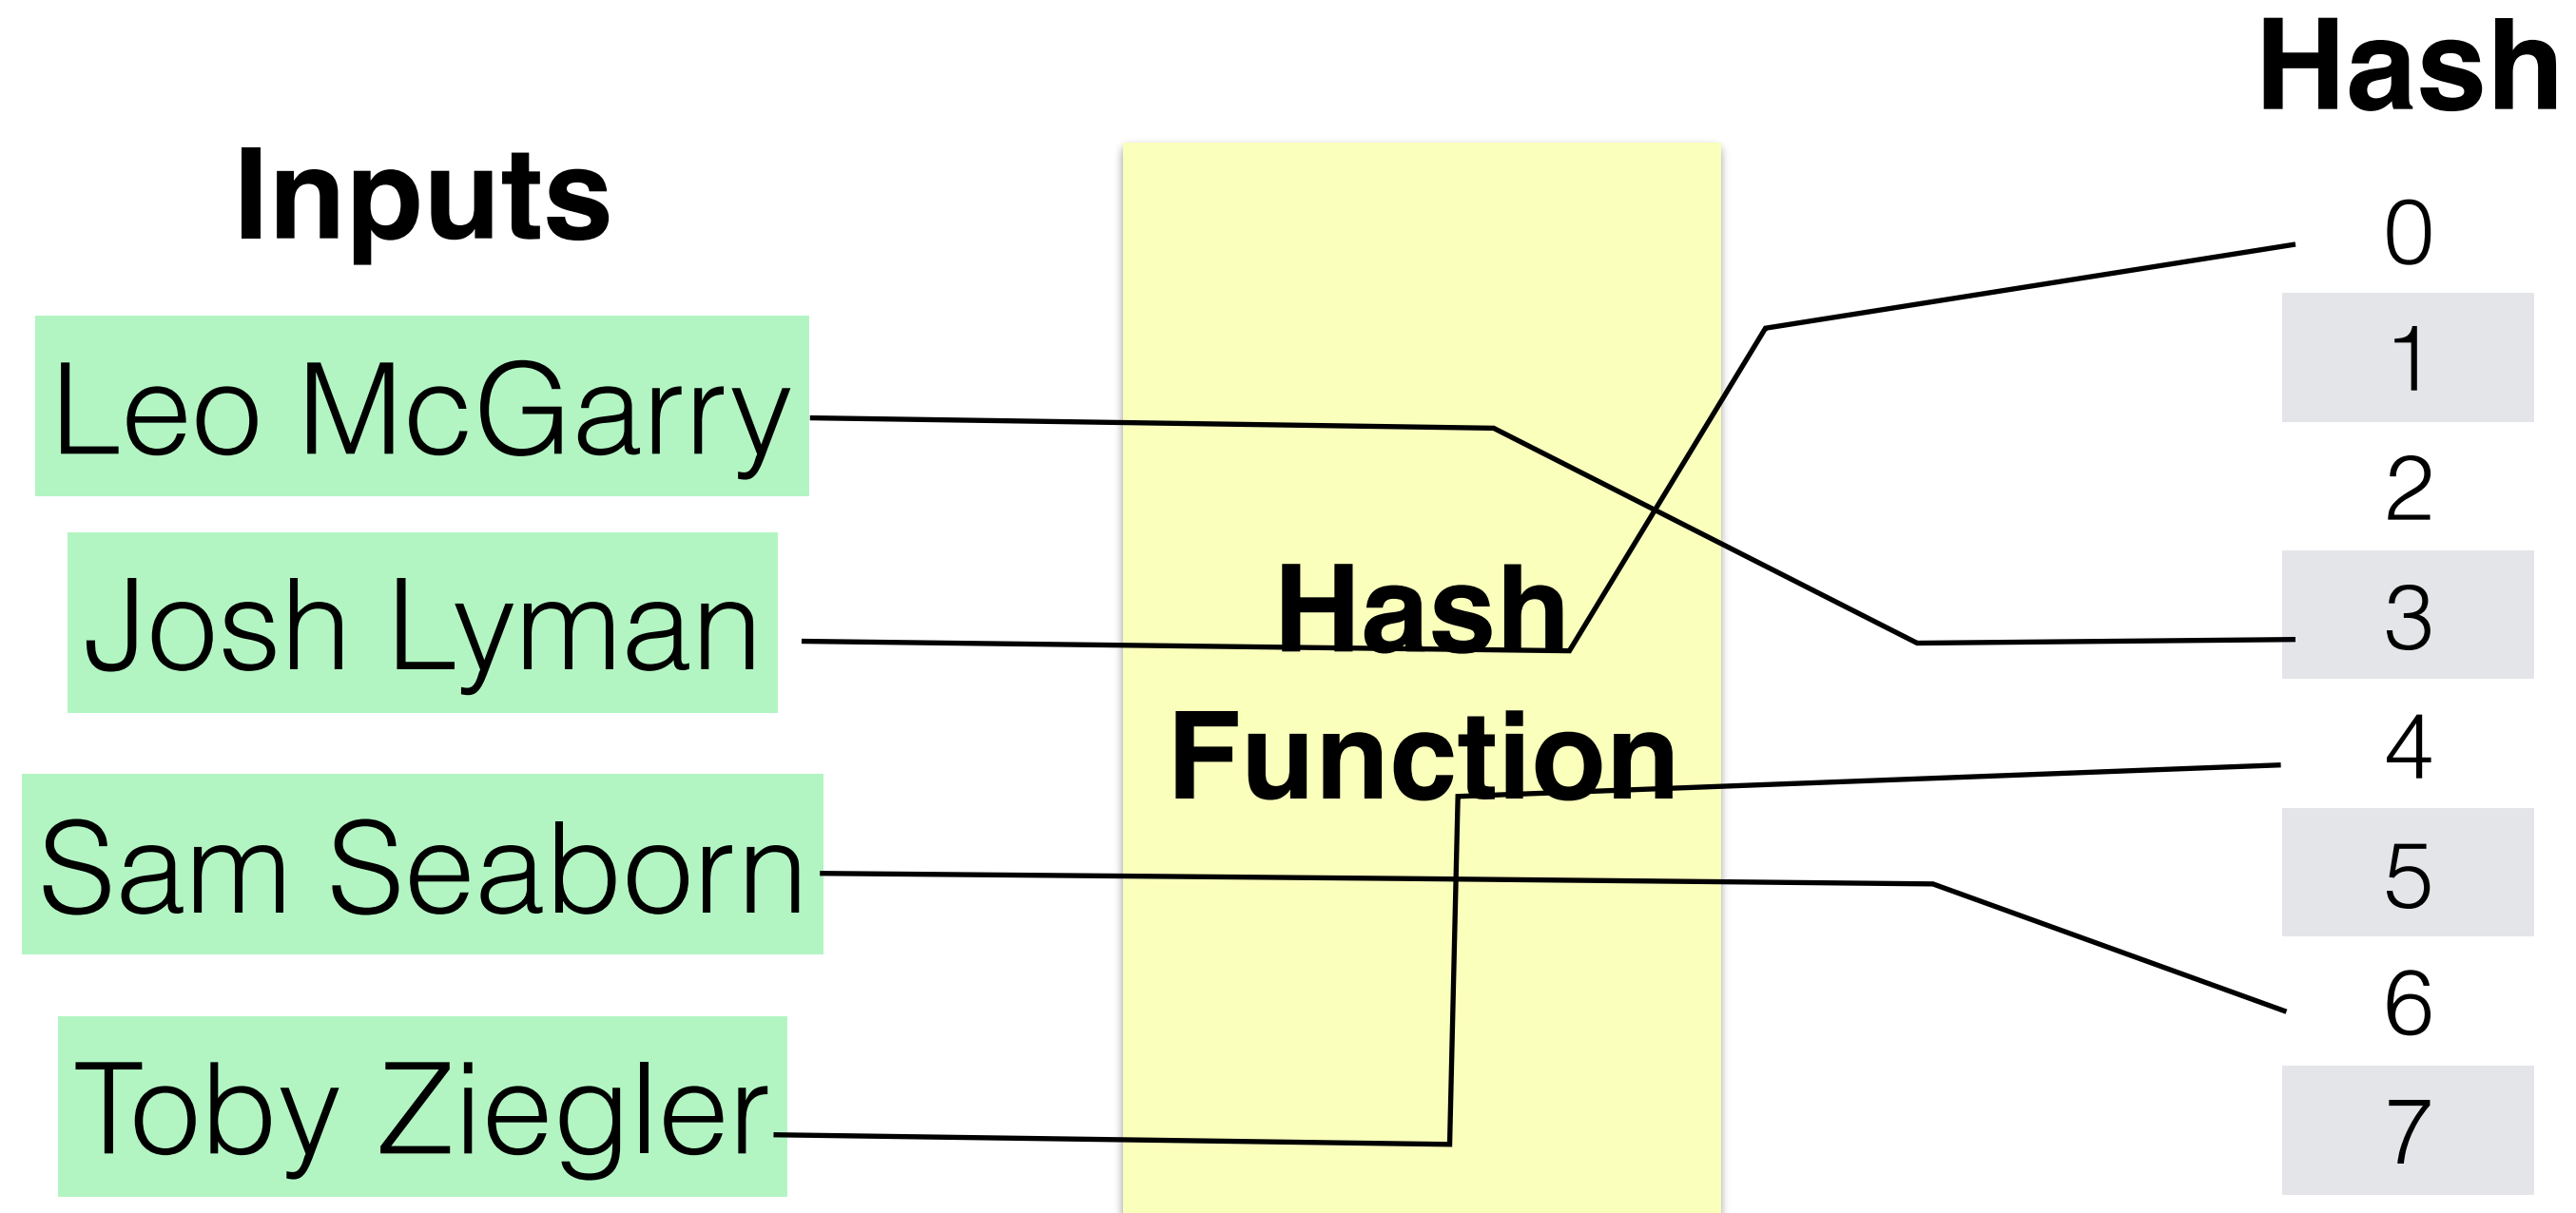 Inputs
Leo McGarry
Josh Lyman
Sam Seaborn
Toby Ziegler
Hash
Function
Hash
0
1
2
3
4
5
6
7